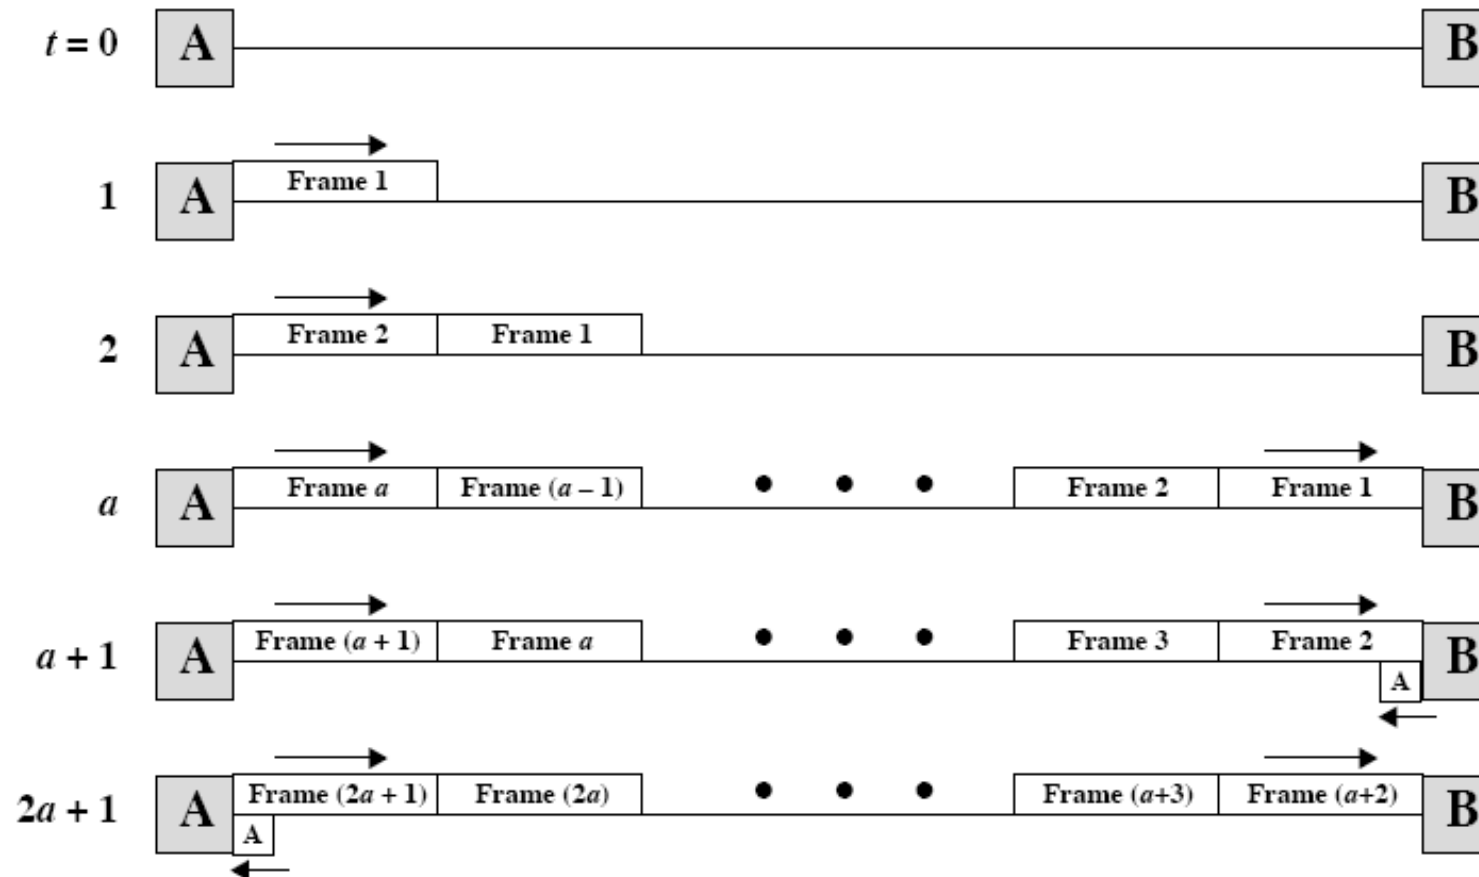 t = 0 A B
1 A Frame 1 B
2 A Frame 2 Frame 1 B
a A Frame a Frame (a – 1) • • • Frame 2 Frame 1 B
a + 1 A Frame (a + 1) Frame a • • • Frame 3 Frame 2 B
A
2a + 1 A Frame (2a + 1) Frame (2a) • • • Frame (a+3) Frame (a+2) B
A